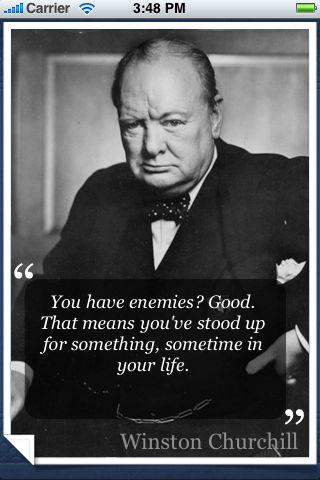 Carrier 3:48 PM
“
You have enemies? Good.
That means you've stood up
for something, sometime in
your life.
”
Winston Churchill